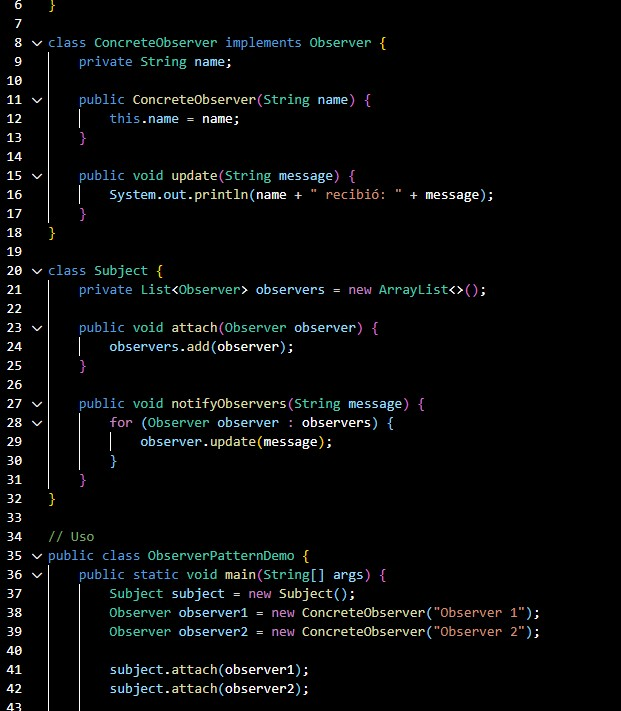 6 }
7
8 class ConcreteObserver implements Observer {
9     private String name;
10
11     public ConcreteObserver(String name) {
12         this.name = name;
13     }
14
15     public void update(String message) {
16         System.out.println(name + " recibió: " + message);
17     }
18 }
19
20 class Subject {
21     private List<Observer> observers = new ArrayList<>();
22
23     public void attach(Observer observer) {
24         observers.add(observer);
25     }
26
27     public void notifyObservers(String message) {
28         for (Observer observer : observers) {
29             observer.update(message);
30         }
31     }
32 }
33
34 // Uso
35 public class ObserverPatternDemo {
36     public static void main(String[] args) {
37         Subject subject = new Subject();
38         Observer observer1 = new ConcreteObserver("Observer 1");
39         Observer observer2 = new ConcreteObserver("Observer 2");
40
41         subject.attach(observer1);
42         subject.attach(observer2);
43